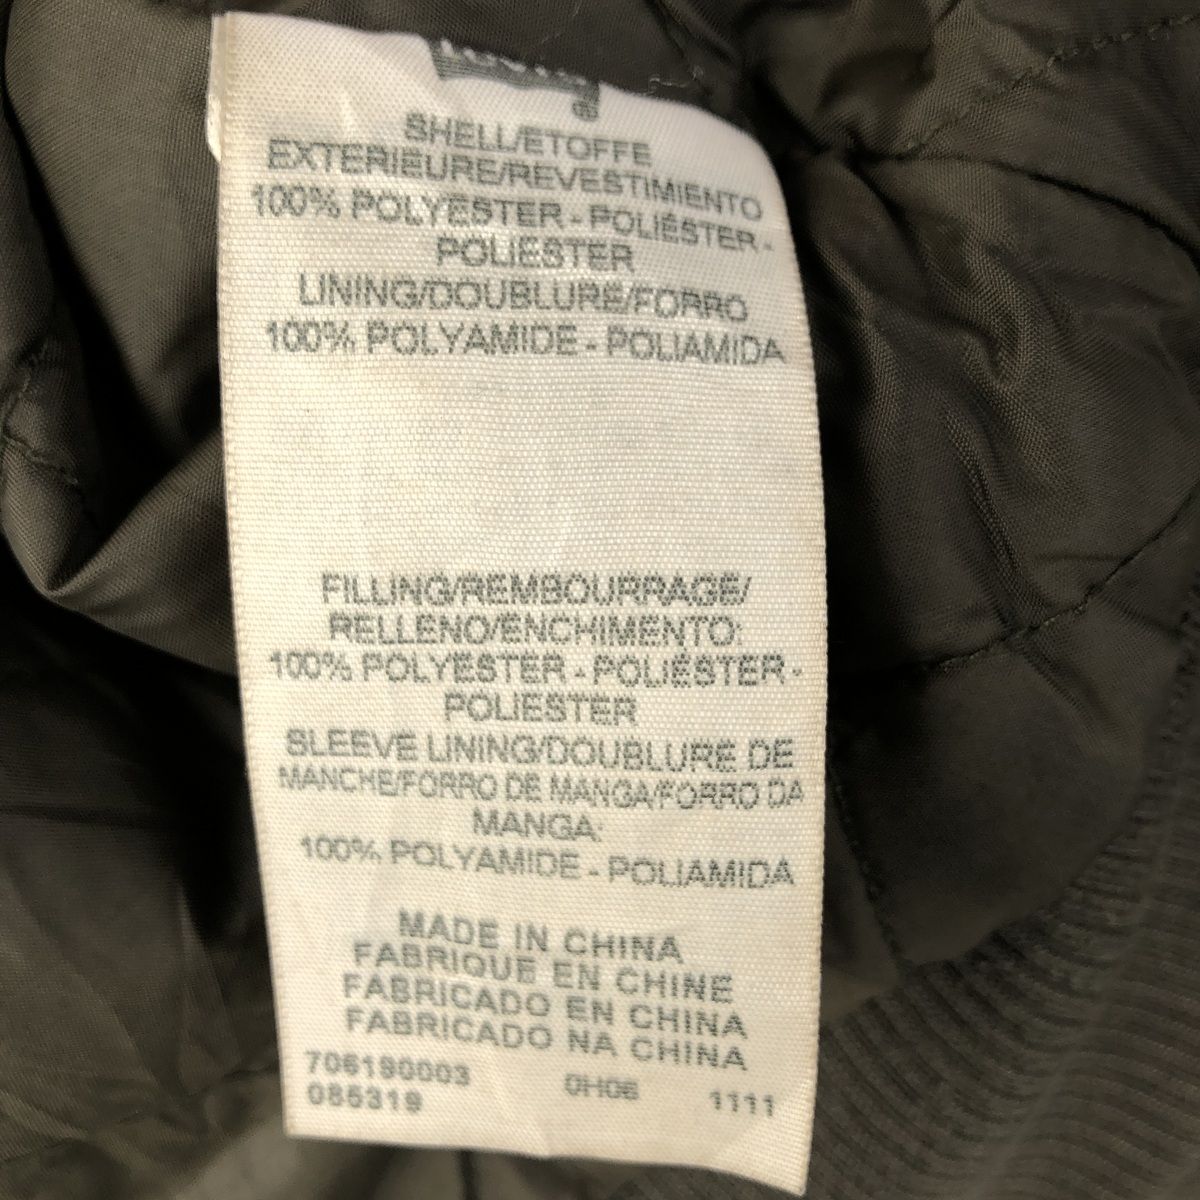 SHELL/ÉTOFFE
EXTÉRIEURE/REVESTIMIENTO
100% POLYESTER - POLIÉSTER -
POLIESTER
LINING/DOUBLURE/FORRO
100% POLYAMIDE - POLIAMIDA
FILLING/REMBOURRAGE/
RELLENO/ENCHIMENTO:
100% POLYESTER - POLIÉSTER -
POLIESTER
SLEEVE LINING/DOUBLURE DE
MANCHE/FORRO DE MANGA/FORRO DA
MANGA:
100% POLYAMIDE - POLIAMIDA
MADE IN CHINA
FABRIQUE EN CHINE
FABRICADO EN CHINA
FABRICADO NA CHINA
706190003 0H06 1111
085319